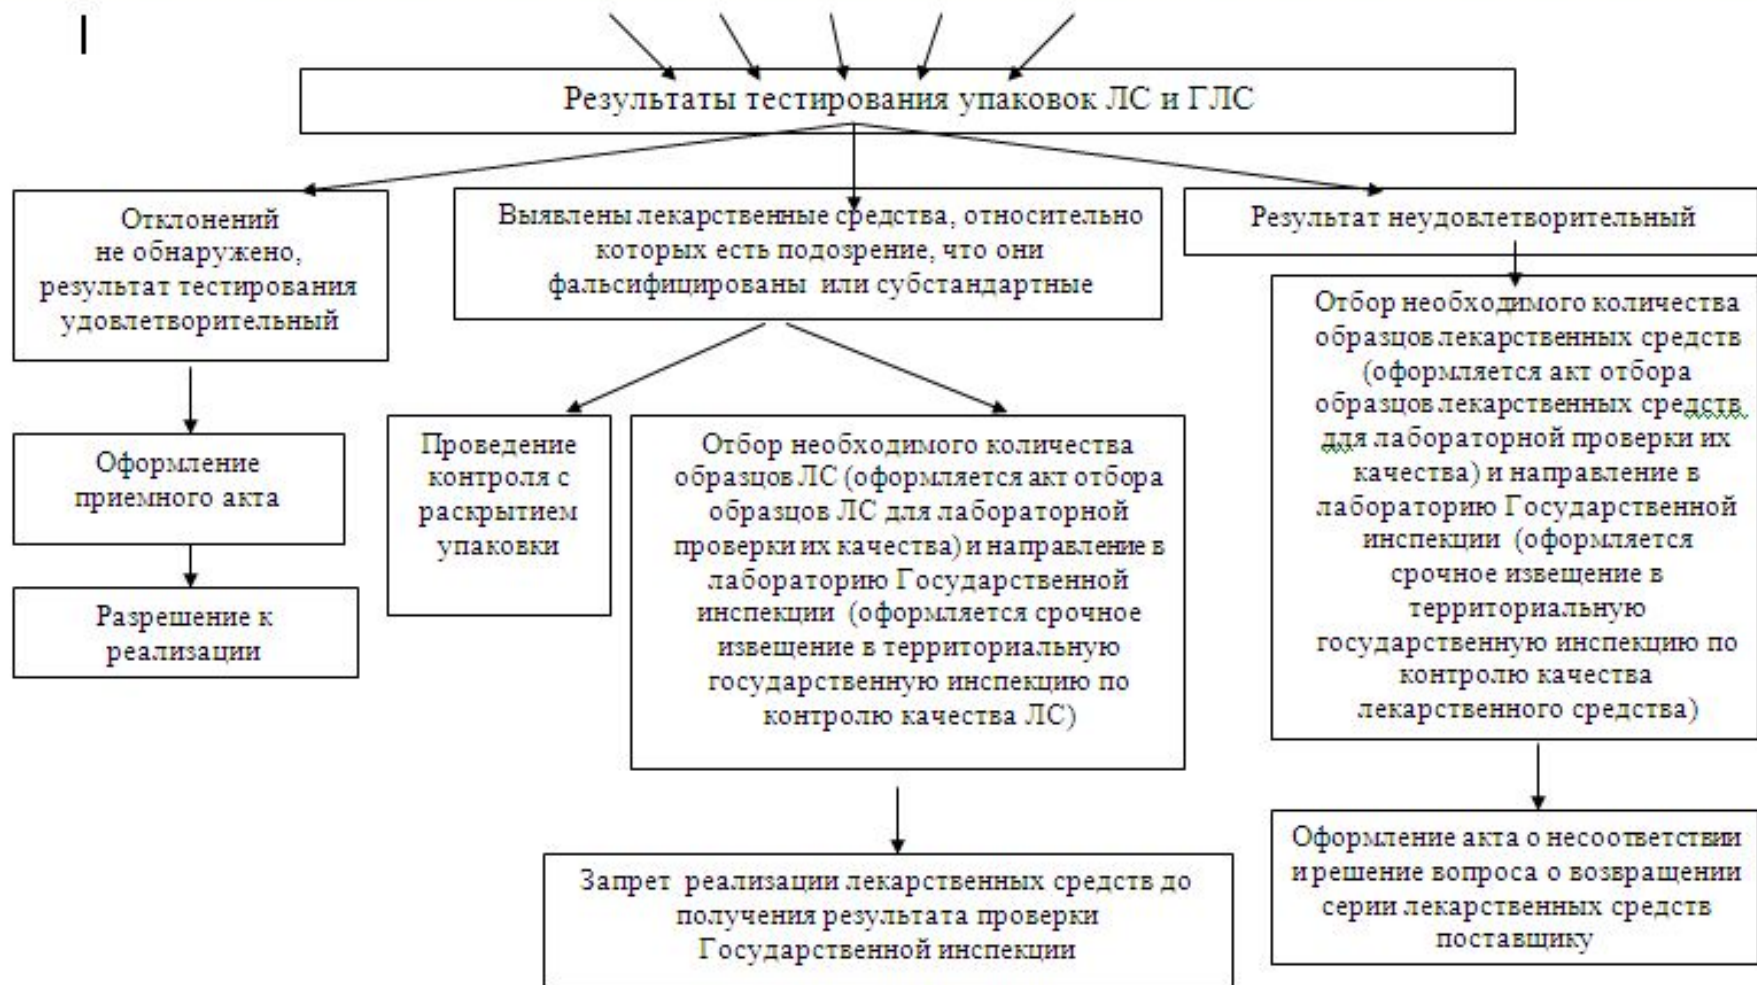 Результаты тестирования упаковок ЛС и ГЛС
Отклонений
не обнаружено,
результат тестирования
удовлетворительный
Оформление
приемного акта
Разрешение к
реализации
Выявлены лекарственные средства, относительно
которых есть подозрение, что они
фальсифицированы или субстандартные
Проведение
контроля с
раскрытием
упаковки
Отбор необходимого количества
образцов ЛС (оформляется акт отбора
образцов ЛС для лабораторной
проверки их качества) и направление в
лабораторию Государственной
инспекции (оформляется срочное
извещение в территориальную
государственную инспекцию по
контролю качества ЛС)
Запрет реализации лекарственных средств до
получения результата проверки
Государственной инспекции
Результат неудовлетворительный
Отбор необходимого количества
образцов лекарственных средств
(оформляется акт отбора
образцов лекарственных средств
для лабораторной проверки их
качества) и направление в
лабораторию Государственной
инспекции (оформляется
срочное извещение в
территориальную
государственную инспекцию по
контролю качества
лекарственного средства)
Оформление акта о несоответствии
и решение вопроса о возвращении
серии лекарственных средств
поставщику